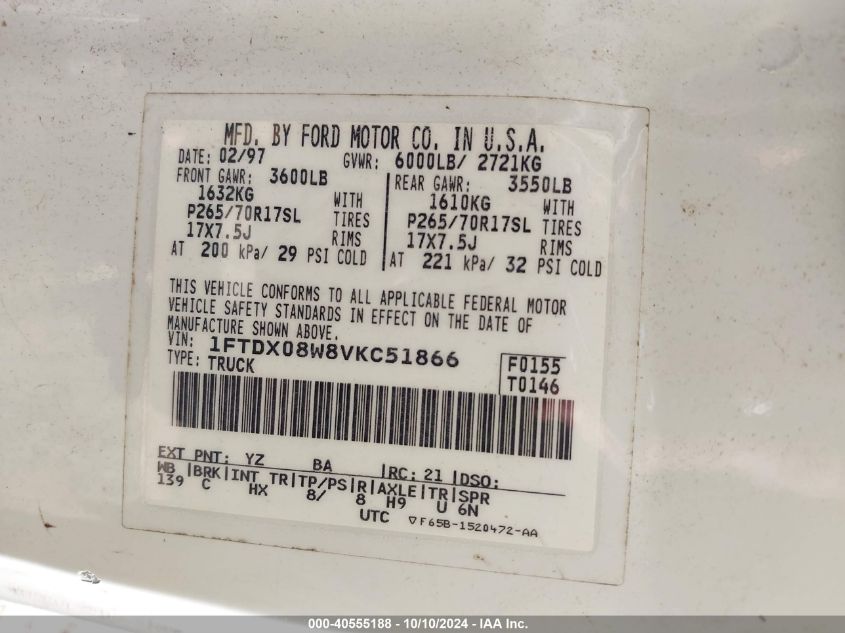 MFD. BY FORD MOTOR CO. IN U.S.A.
DATE: 02/97 GVWR: 6000LB/ 2721KG
FRONT GAWR: 3600LB
1632KG WITH
P265/70R17SL TIRES
17X7.5J RIMS
AT 200 kPa/ 29 PSI COLD
REAR GAWR: 3550LB
1610KG WITH
P265/70R17SL TIRES
17X7.5J RIMS
AT 221 kPa/ 32 PSI COLD
THIS VEHICLE CONFORMS TO ALL APPLICABLE FEDERAL MOTOR
VEHICLE SAFETY STANDARDS IN EFFECT ON THE DATE OF
MANUFACTURE SHOWN ABOVE.
VIN: 1FTDX08W8VKC51866
TYPE: TRUCK
F0155
T0146
EXT PNT: YZ BA RC: 21 DSO:
WB BRK INT TR TP/PS R AXLE TR SPR
139 C HX 8/ 8 H9 U 6N
UTC ▽F65B-1520472-AA
000-40555188 - 10/10/2024 - IAA Inc.